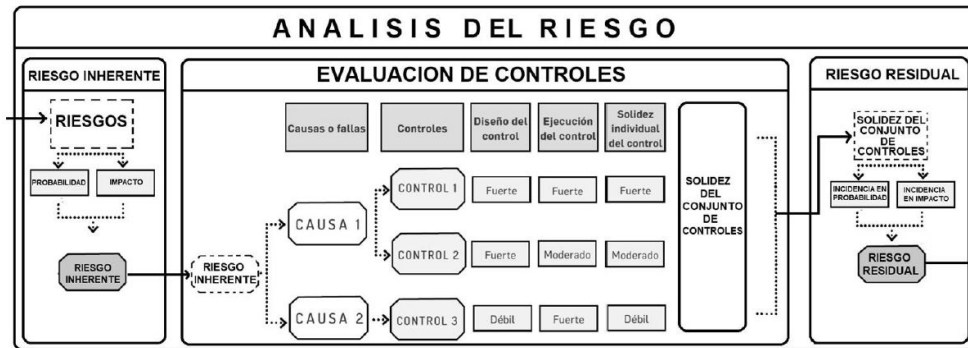 ANALISIS DEL RIESGO
RIESGO INHERENTE
RIESGOS
PROBABILIDAD
IMPACTO
RIESGO
INHERENTE
EVALUACION DE CONTROLES
Causas o fallas
Controles
Diseño del
control
Ejecución
del control
Solidez
individual
del control
RIESGO
INHERENTE
CAUSA 1
CONTROL 1
Fuerte
Fuerte
Fuerte
CONTROL 2
Fuerte
Moderado
Moderado
CAUSA 2
CONTROL 3
Débil
Fuerte
Débil
SOLIDEZ
DEL
CONJUNTO
DE
CONTROLES
RIESGO RESIDUAL
SOLIDEZ DEL
CONJUNTO
DE
CONTROLES
INCIDENCIA EN
PROBABILIDAD
INCIDENCIA
EN IMPACTO
RIESGO
RESIDUAL